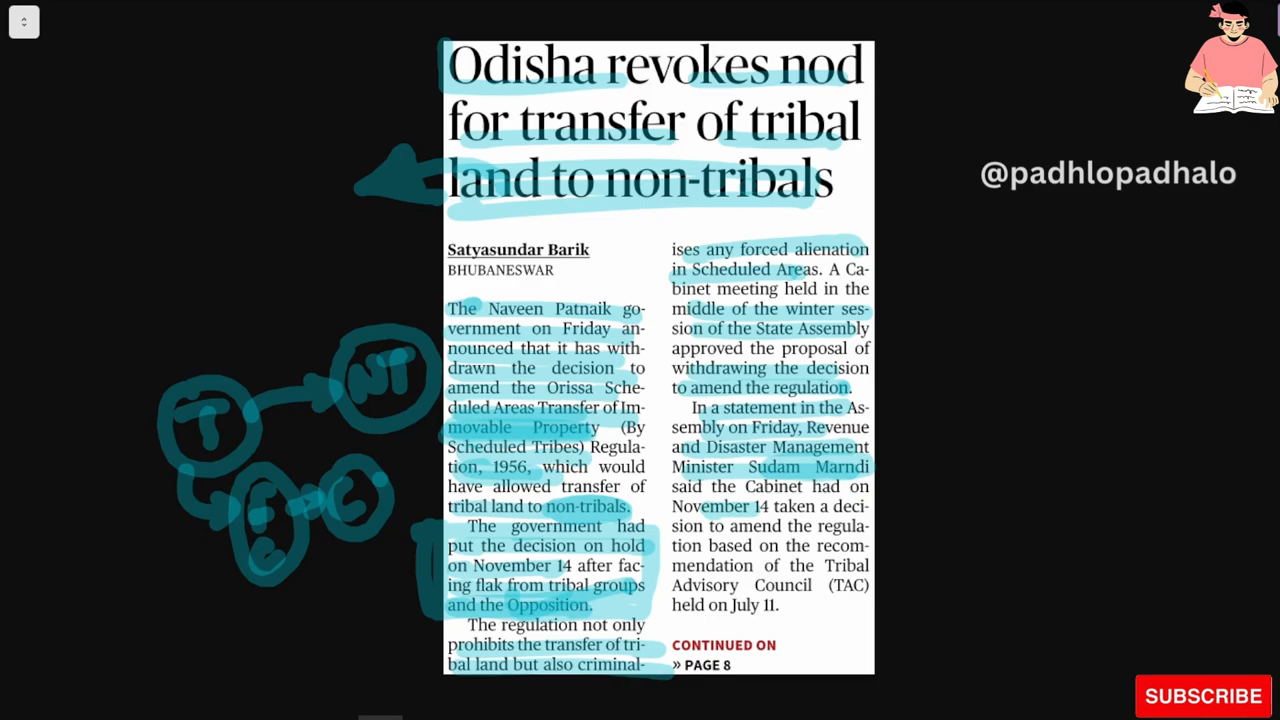 Odisha revokes nod
for transfer of tribal
land to non-tribals
@padhlopadhalo
Satyasundar Barik
BHUBANESWAR
The Naveen Patnaik go-
vernment on Friday an-
nounced that it has with-
drawn the decision to
amend the Orissa Sche-
duled Areas Transfer of Im-
movable Property (By
Scheduled Tribes) Regula-
tion, 1956, which would
have allowed transfer of
tribal land to non-tribals.
The government had
put the decision on hold
on November 14 after fac-
ing flak from tribal groups
and the Opposition.
The regulation not only
prohibits the transfer of tri-
bal land but also criminal-
ises any forced alienation
in Scheduled Areas. A Ca-
binet meeting held in the
middle of the winter ses-
sion of the State Assembly
approved the proposal of
withdrawing the decision
to amend the regulation.
In a statement in the As-
sembly on Friday, Revenue
and Disaster Management
Minister Sudam Marndi
said the Cabinet had on
November 14 taken a deci-
sion to amend the regula-
tion based on the recom-
mendation of the Tribal
Advisory Council (TAC)
held on July 11.
CONTINUED ON
» PAGE 8
T
NT
SUBSCRIBE